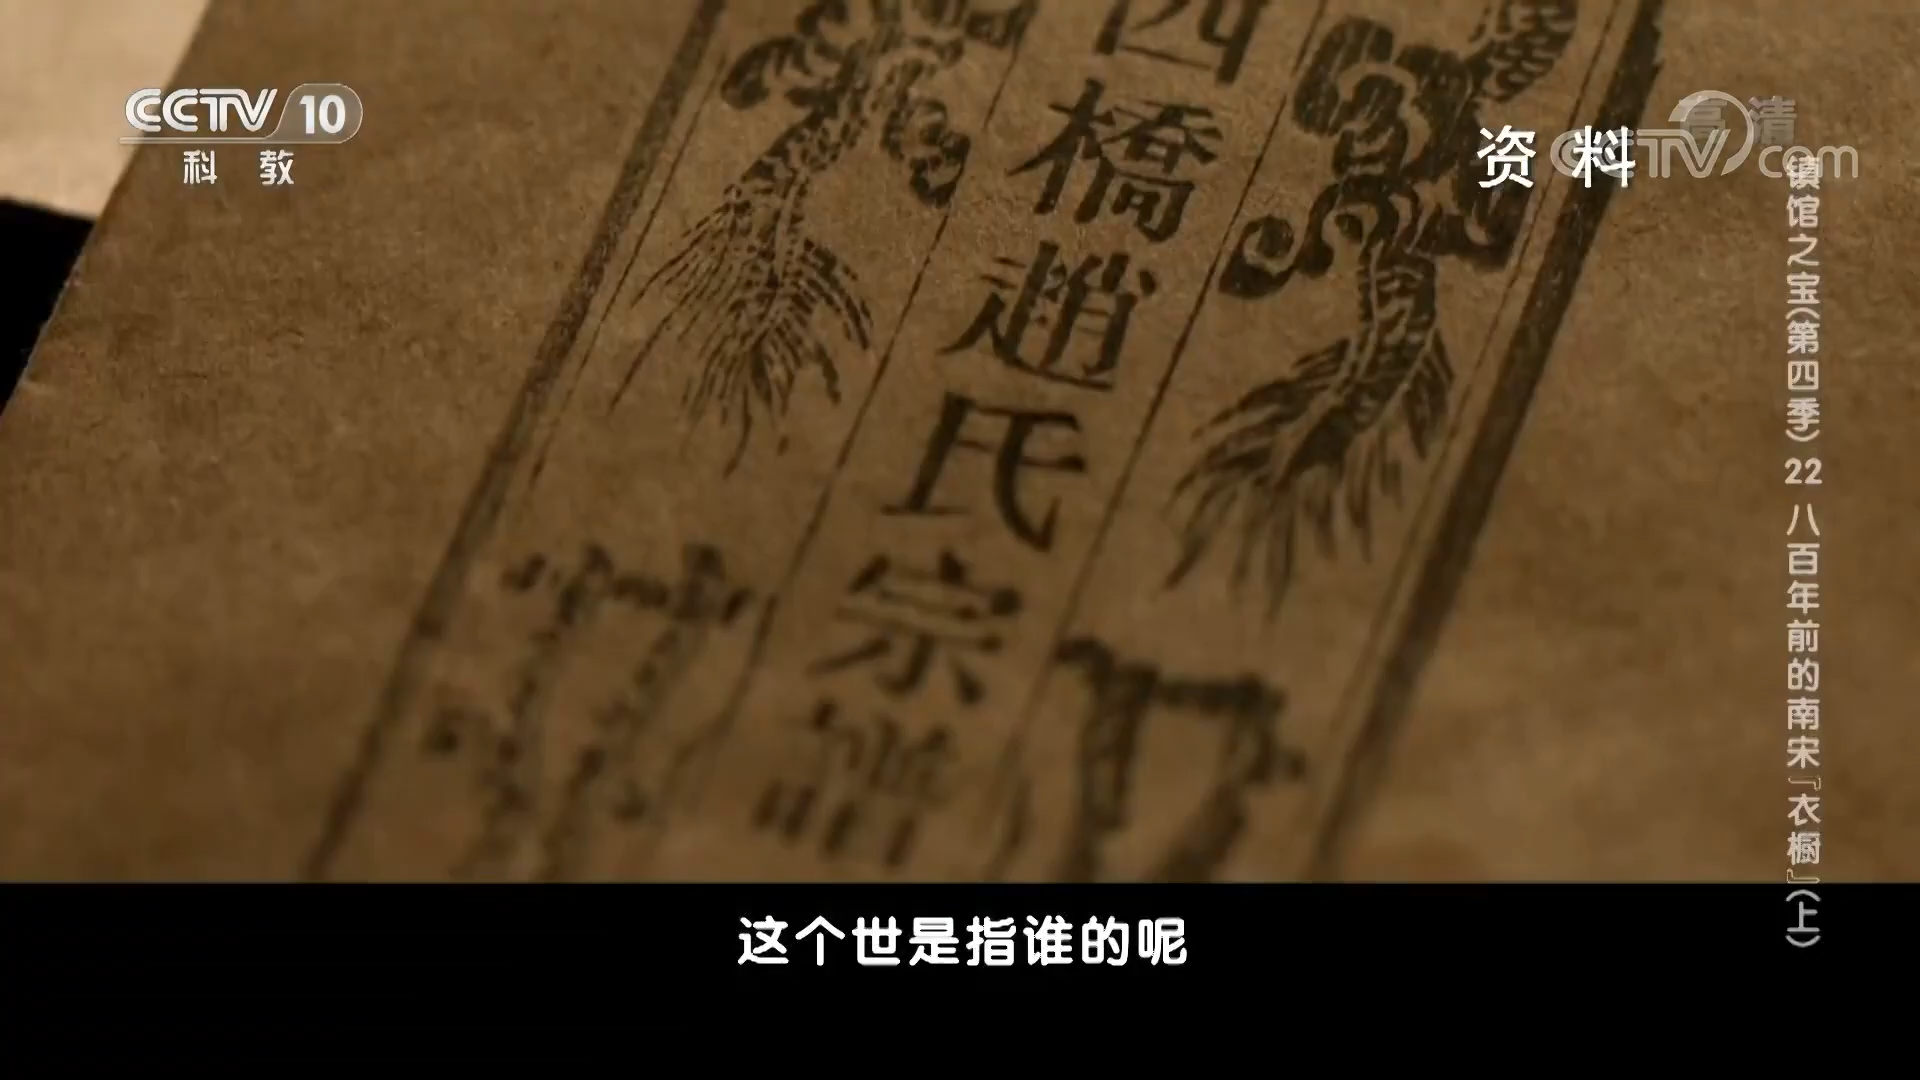 CCTV 10
科 教
高清
资 料
CCTV com
四橋趙氏宗譜
镇馆之宝(第四季) 22 八百年前的南宋『衣橱』(上)
这个世是指谁的呢